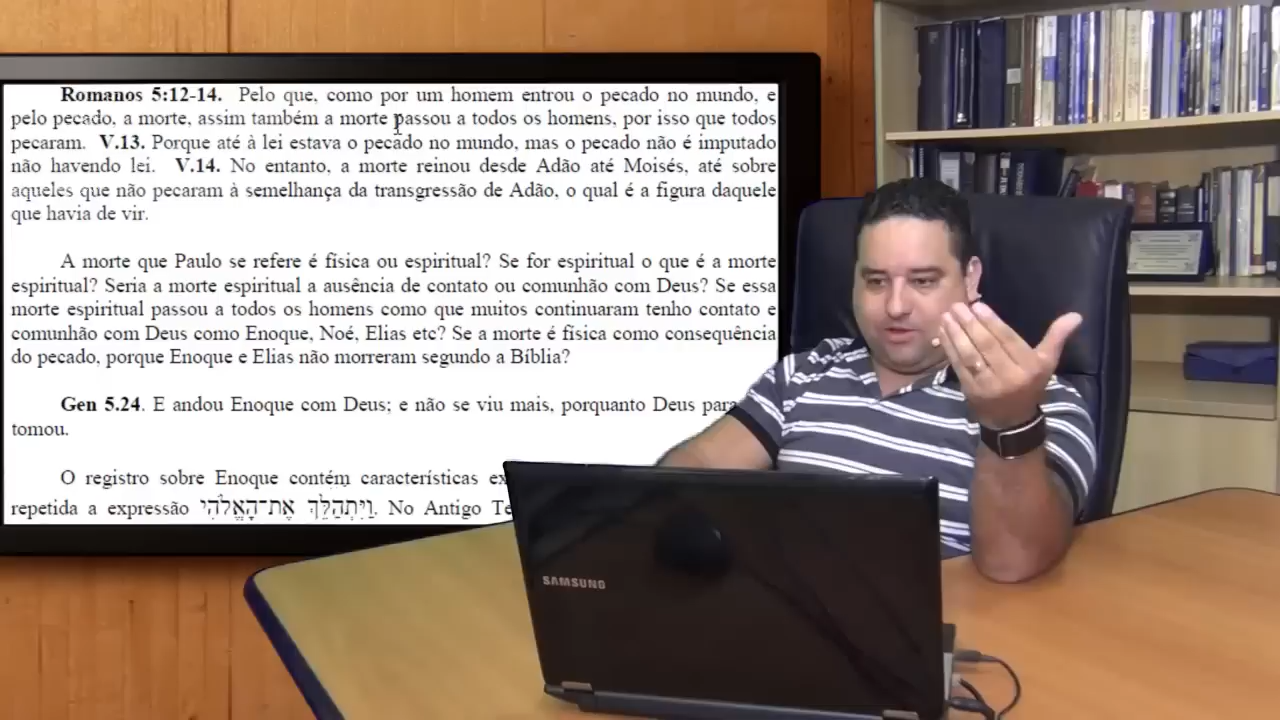 Romanos 5:12-14. Pelo que, como por um homem entrou o pecado no mundo, e
pelo pecado, a morte, assim também a morte passou a todos os homens, por isso que todos
pecaram. V.13. Porque até à lei estava o pecado no mundo, mas o pecado não é imputado
não havendo lei. V.14. No entanto, a morte reinou desde Adão até Moisés, até sobre
aqueles que não pecaram à semelhança da transgressão de Adão, o qual é a figura daquele
que havia de vir.
A morte que Paulo se refere é física ou espiritual? Se for espiritual o que é a morte
espiritual? Seria a morte espiritual a ausência de contato ou comunhão com Deus? Se essa
morte espiritual passou a todos os homens como que muitos continuaram tenho contato e
comunhão com Deus como Enoque, Noé, Elias etc? Se a morte é física como consequência
do pecado, porque Enoque e Elias não morreram segundo a Bíblia?
Gen 5.24. E andou Enoque com Deus; e não se viu mais, porquanto Deus para
tomou.
O registro sobre Enoque contém características ex
repetida a expressão וַיִּתְהַלֵּךְ אֶת־הָאֱלֹהִי. No Antigo Te
SAMSUNG